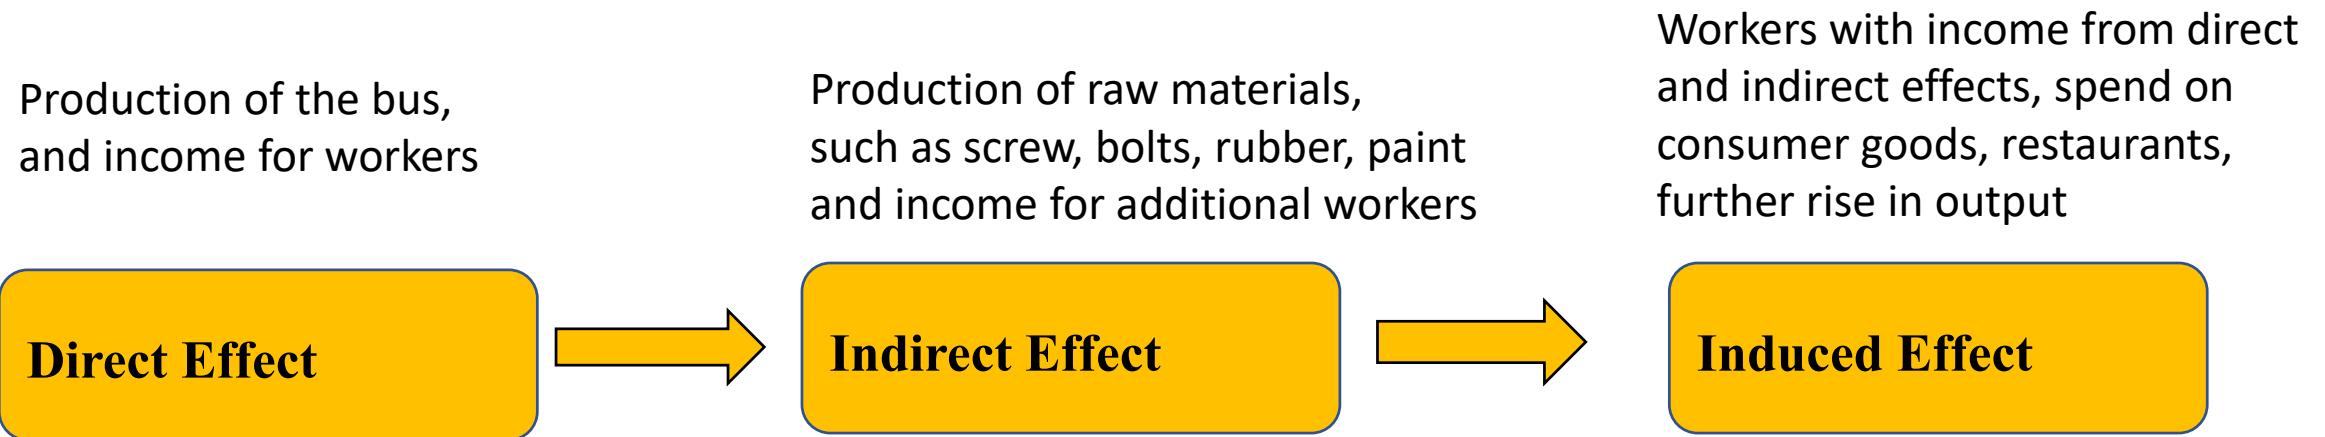 Production of the bus,
and income for workers
Direct Effect
Production of raw materials,
such as screw, bolts, rubber, paint
and income for additional workers
Indirect Effect
Workers with income from direct
and indirect effects, spend on
consumer goods, restaurants,
further rise in output
Induced Effect